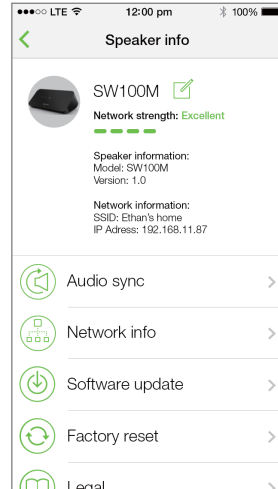 LTE 12:00 pm 100%
Speaker info
SW100M
Network strength: Excellent
Speaker information:
Model: SW100M
Version: 1.0
Network information:
SSID: Ethan's home
IP Adress: 192.168.11.87
Audio sync
Network info
Software update
Factory reset
Legal